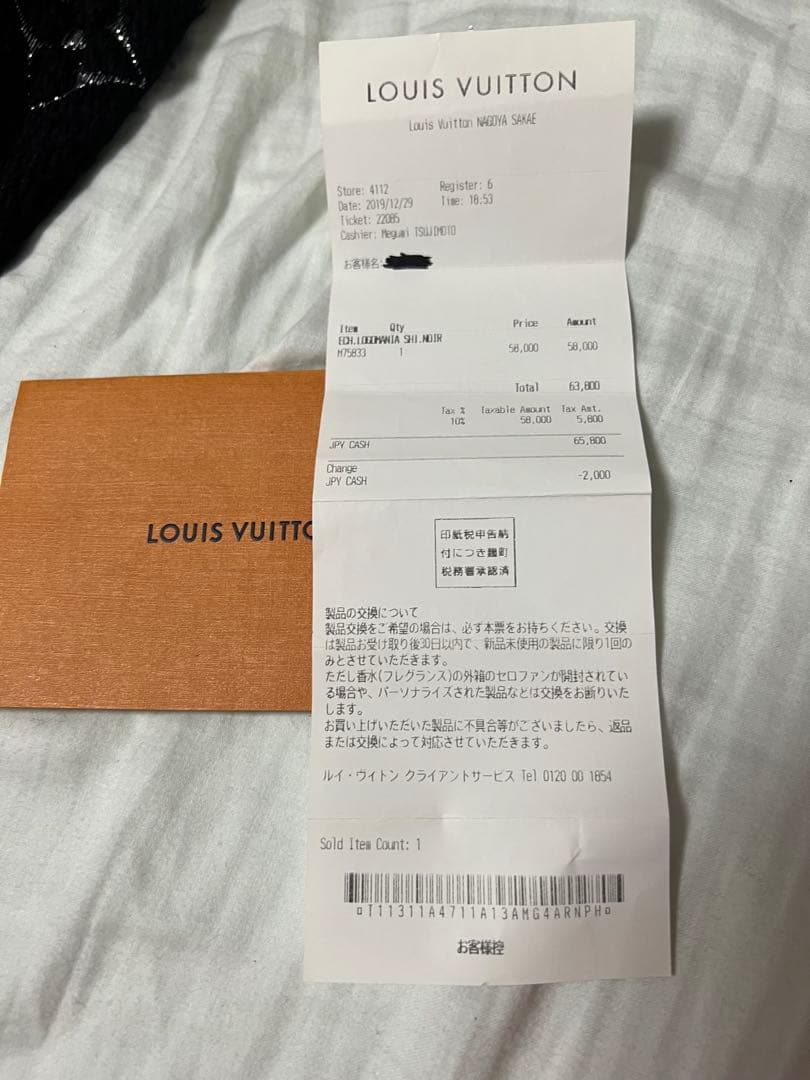 LOUIS VUITTON
Louis Vuitton NAGOYA SAKAE
Store: 4112 Register: 6
Date: 2019/12/29 Time: 18:53
Ticket: 22085
Cashier: Megumi TSUJIMOTO
お客様名:
Item Qty Price Amount
ECH.LOGOMANIA SHI.NOIR
M75833 1 58,000 58,000
Total 63,800
Tax % Taxable Amount Tax Amt.
10% 58,000 5,800
JPY CASH 65,800
Change
JPY CASH -2,000
印紙税申告納
付につき麴町
税務署承認済
製品の交換について
製品交換をご希望の場合は、必ず本票をお持ちください。交換
は製品お受け取り後30日以内で、新品未使用の製品に限り1回の
みとさせていただきます。
ただし香水(フレグランス)の外箱のセロファンが開封されてい
る場合や、パーソナライズされた製品などは交換をお断りいた
します。
お買い上げいただいた製品に不具合等がございましたら、返品
または交換によって対応させていただきます。
ルイ・ヴィトン クライアントサービス Tel 0120 00 1854
Sold Item Count: 1
T11311A4711A13AMG4ARNPH
お客様控
LOUIS VUITTO